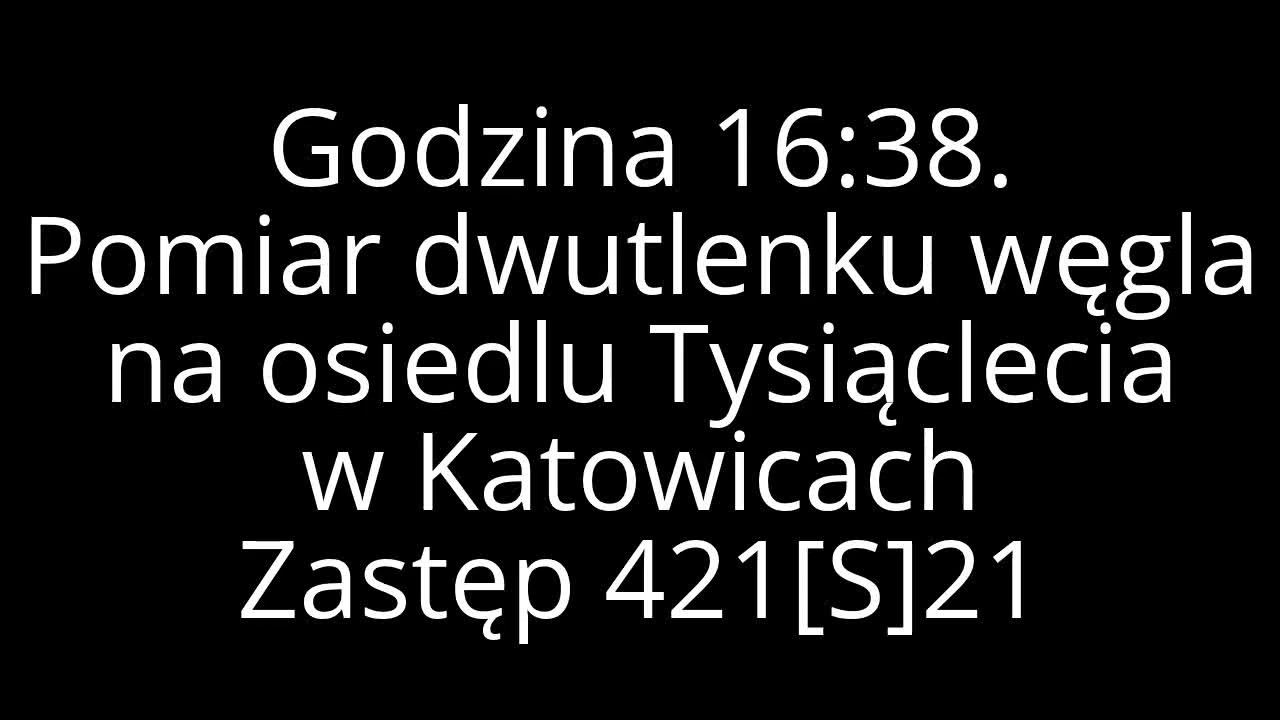 Godzina 16:38.
Pomiar dwutlenku węgla
na osiedlu Tysiąclecia
w Katowicach
Zastęp 421[S]21